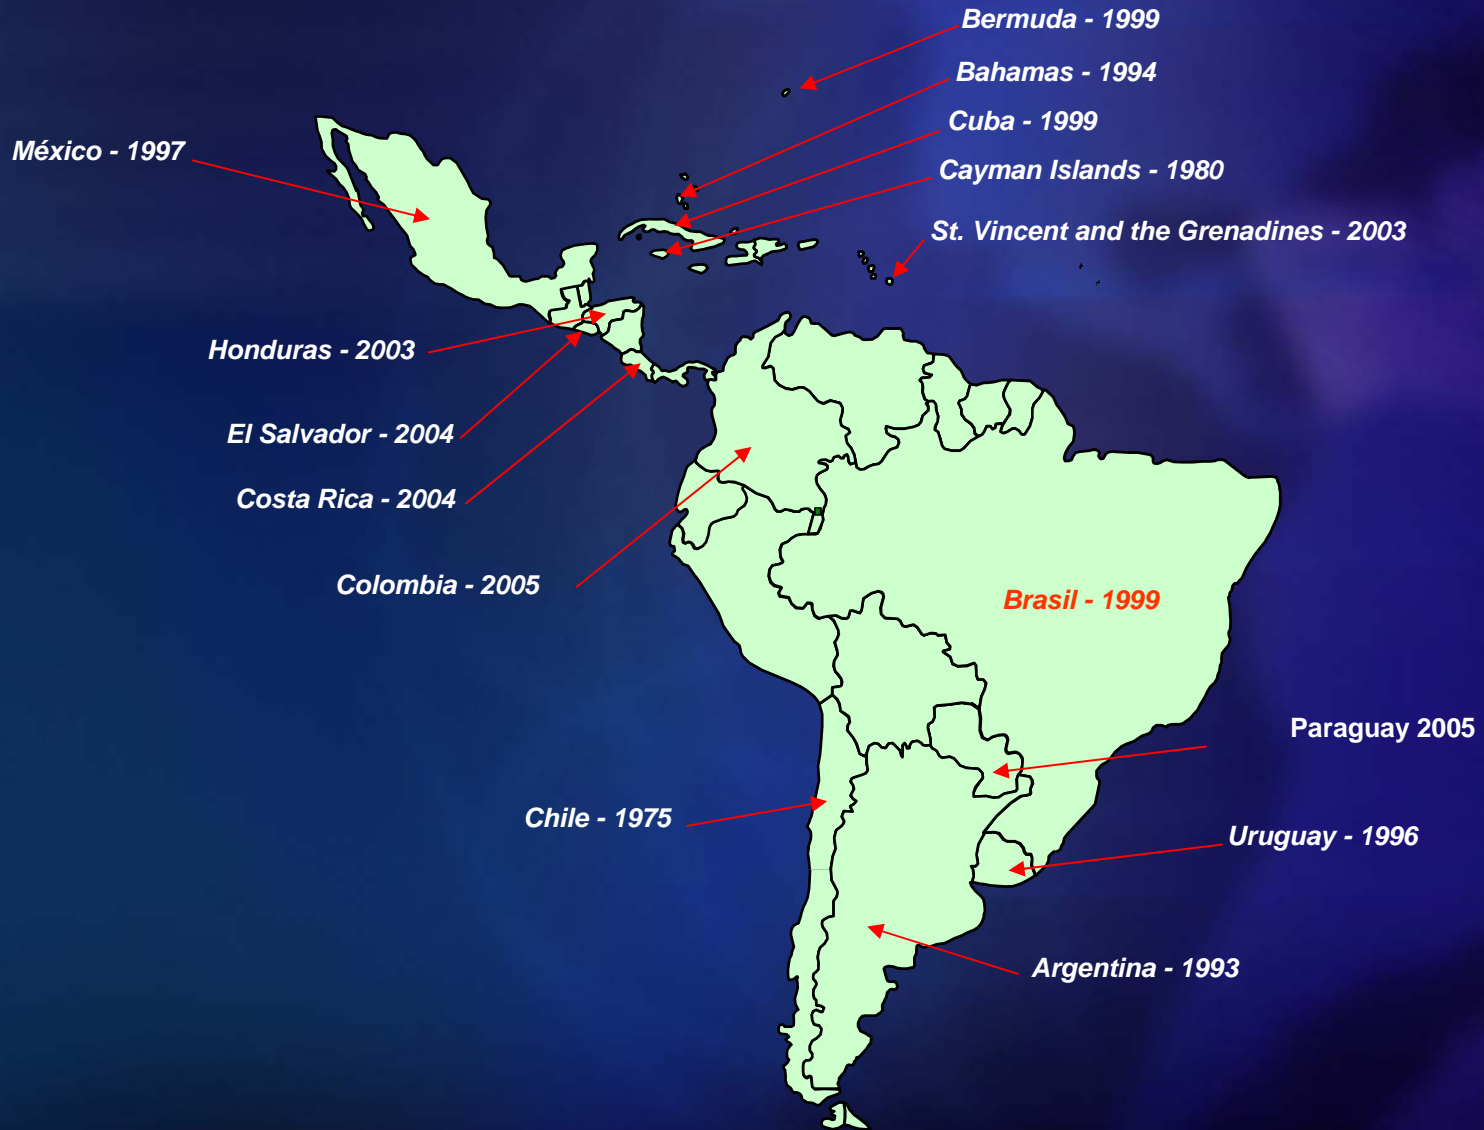 Bermuda - 1999
Bahamas - 1994
Cuba - 1999
México - 1997
Cayman Islands - 1980
St. Vincent and the Grenadines - 2003
Honduras - 2003
El Salvador - 2004
Costa Rica - 2004
Colombia - 2005
Brasil - 1999
Paraguay 2005
Chile - 1975
Uruguay - 1996
Argentina - 1993